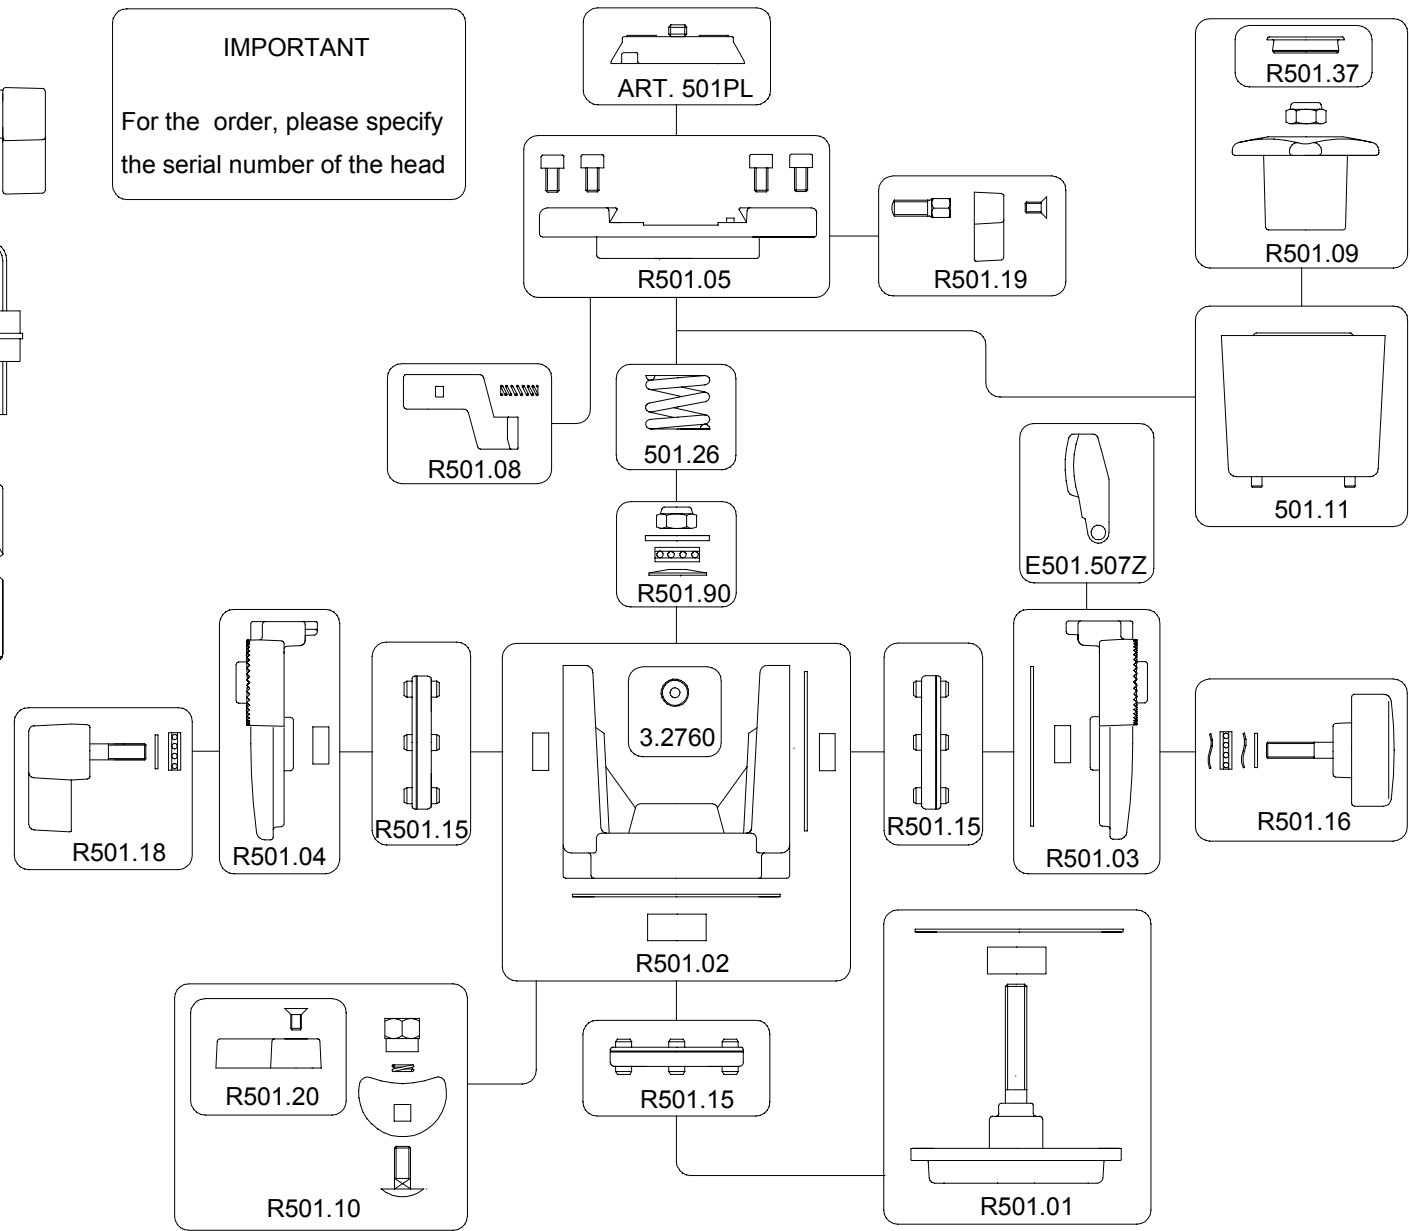 IMPORTANT
For the order, please specify
the serial number of the head
ART. 501PL
R501.37
R501.09
R501.05
R501.19
R501.08
501.26
501.11
R501.90
E501.507Z
3.2760
R501.18
R501.04
R501.15
R501.02
R501.15
R501.03
R501.16
R501.20
R501.10
R501.15
R501.01